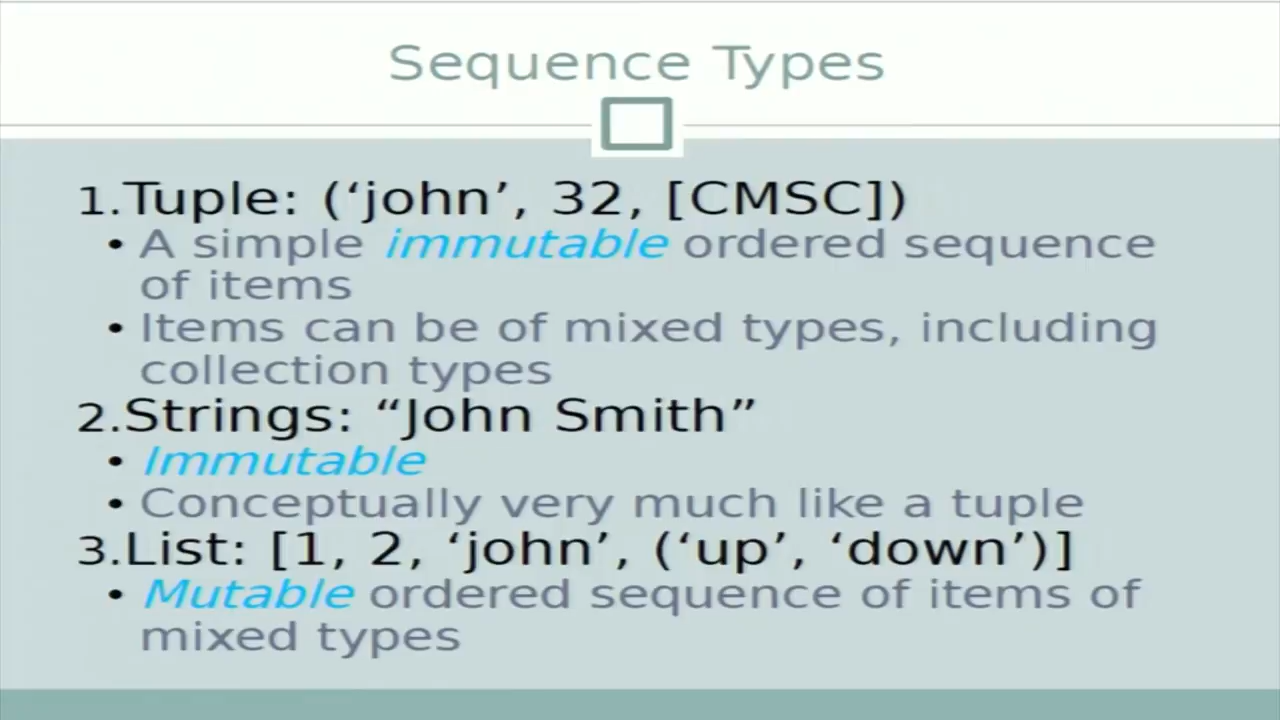 Sequence Types
1.Tuple: (‘john’, 32, [CMSC])
• A simple immutable ordered sequence
of items
• Items can be of mixed types, including
collection types
2.Strings: “John Smith”
• Immutable
• Conceptually very much like a tuple
3.List: [1, 2, ‘john’, (‘up’, ‘down’)]
• Mutable ordered sequence of items of
mixed types